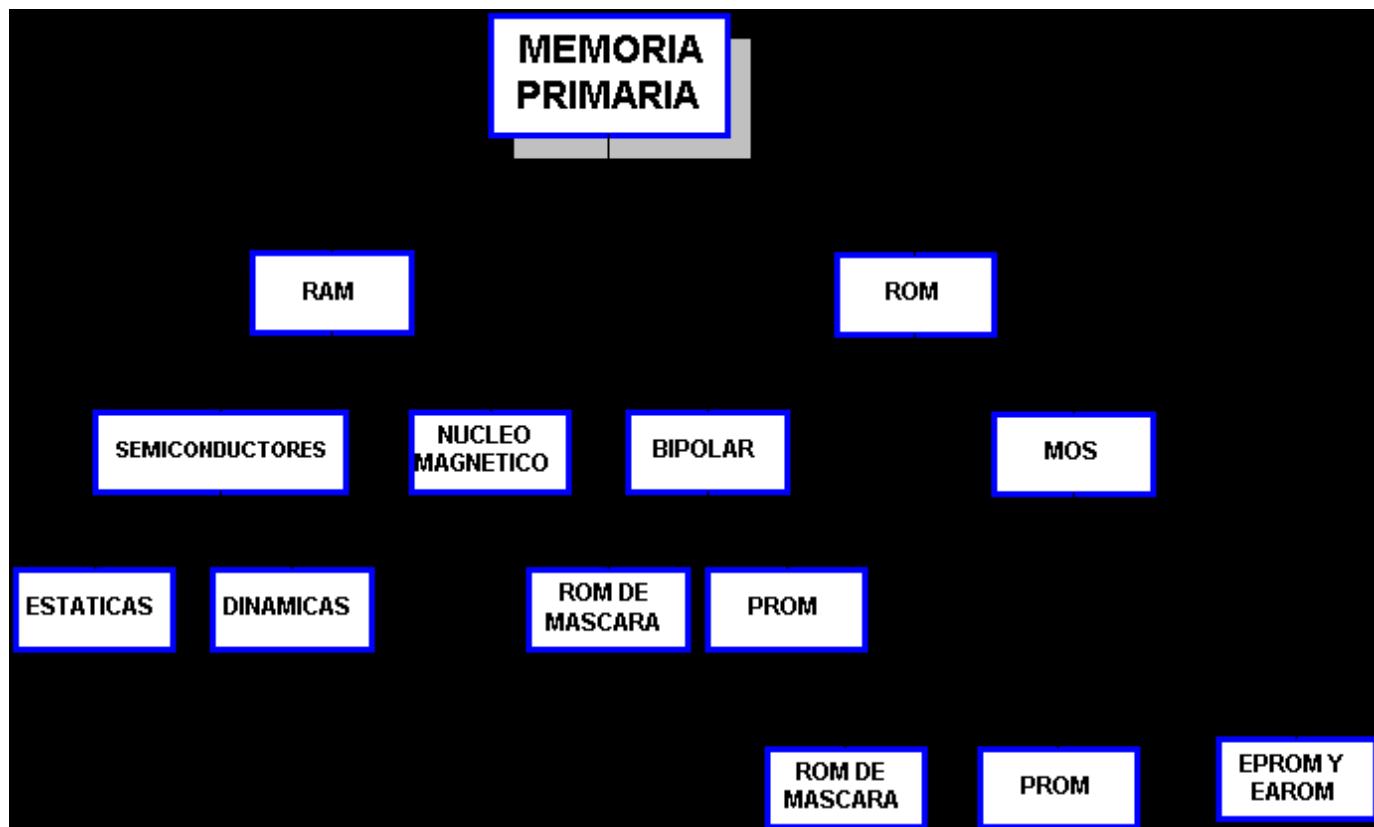 MEMORIA
PRIMARIA
RAM
ROM
SEMICONDUCTORES
NUCLEO
MAGNETICO
BIPOLAR
MOS
ESTATICAS
DINAMICAS
ROM DE
MASCARA
PROM
ROM DE
MASCARA
PROM
EPROM Y
EAROM